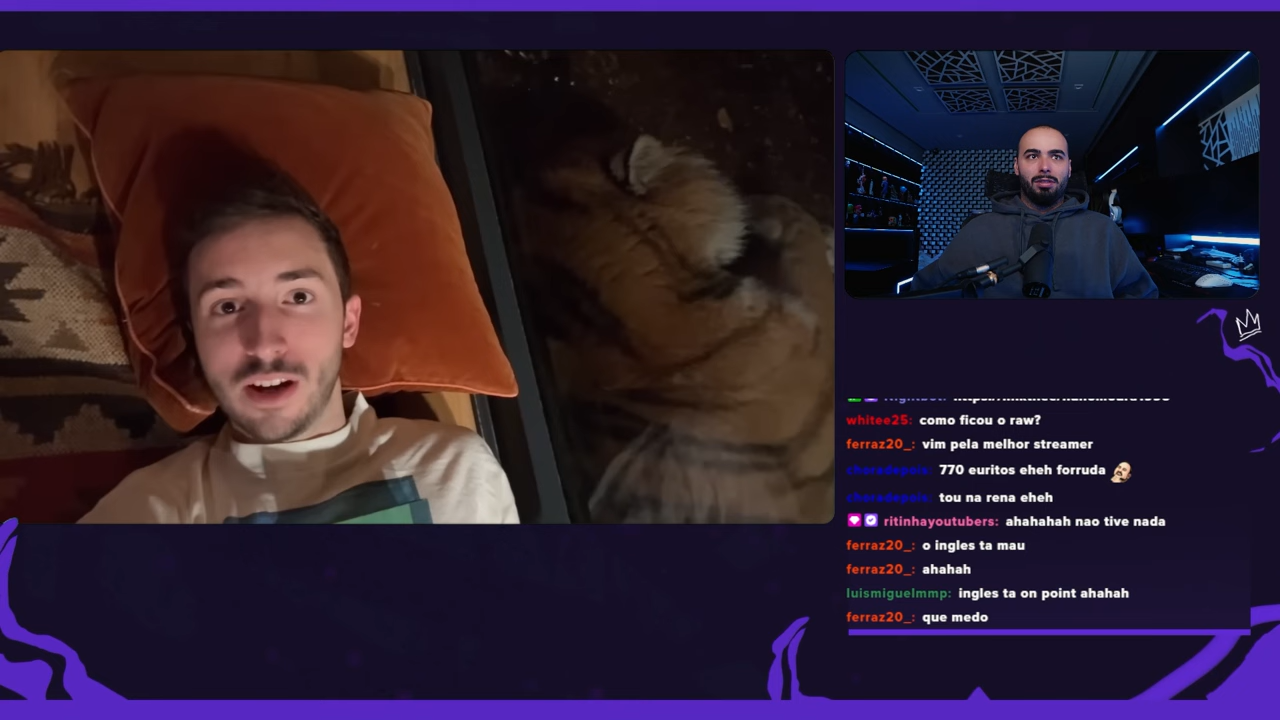 whitee25: como ficou o raw?
ferraz20_: vim pela melhor streamer
770 euritos eheh forruda
tou na rena eheh
ritinhayoutubers: ahahahah nao tive nada
ferraz20_: o ingles ta mau
ferraz20_: ahahah
luismiguelmmp: ingles ta on point ahahah
ferraz20_: que medo